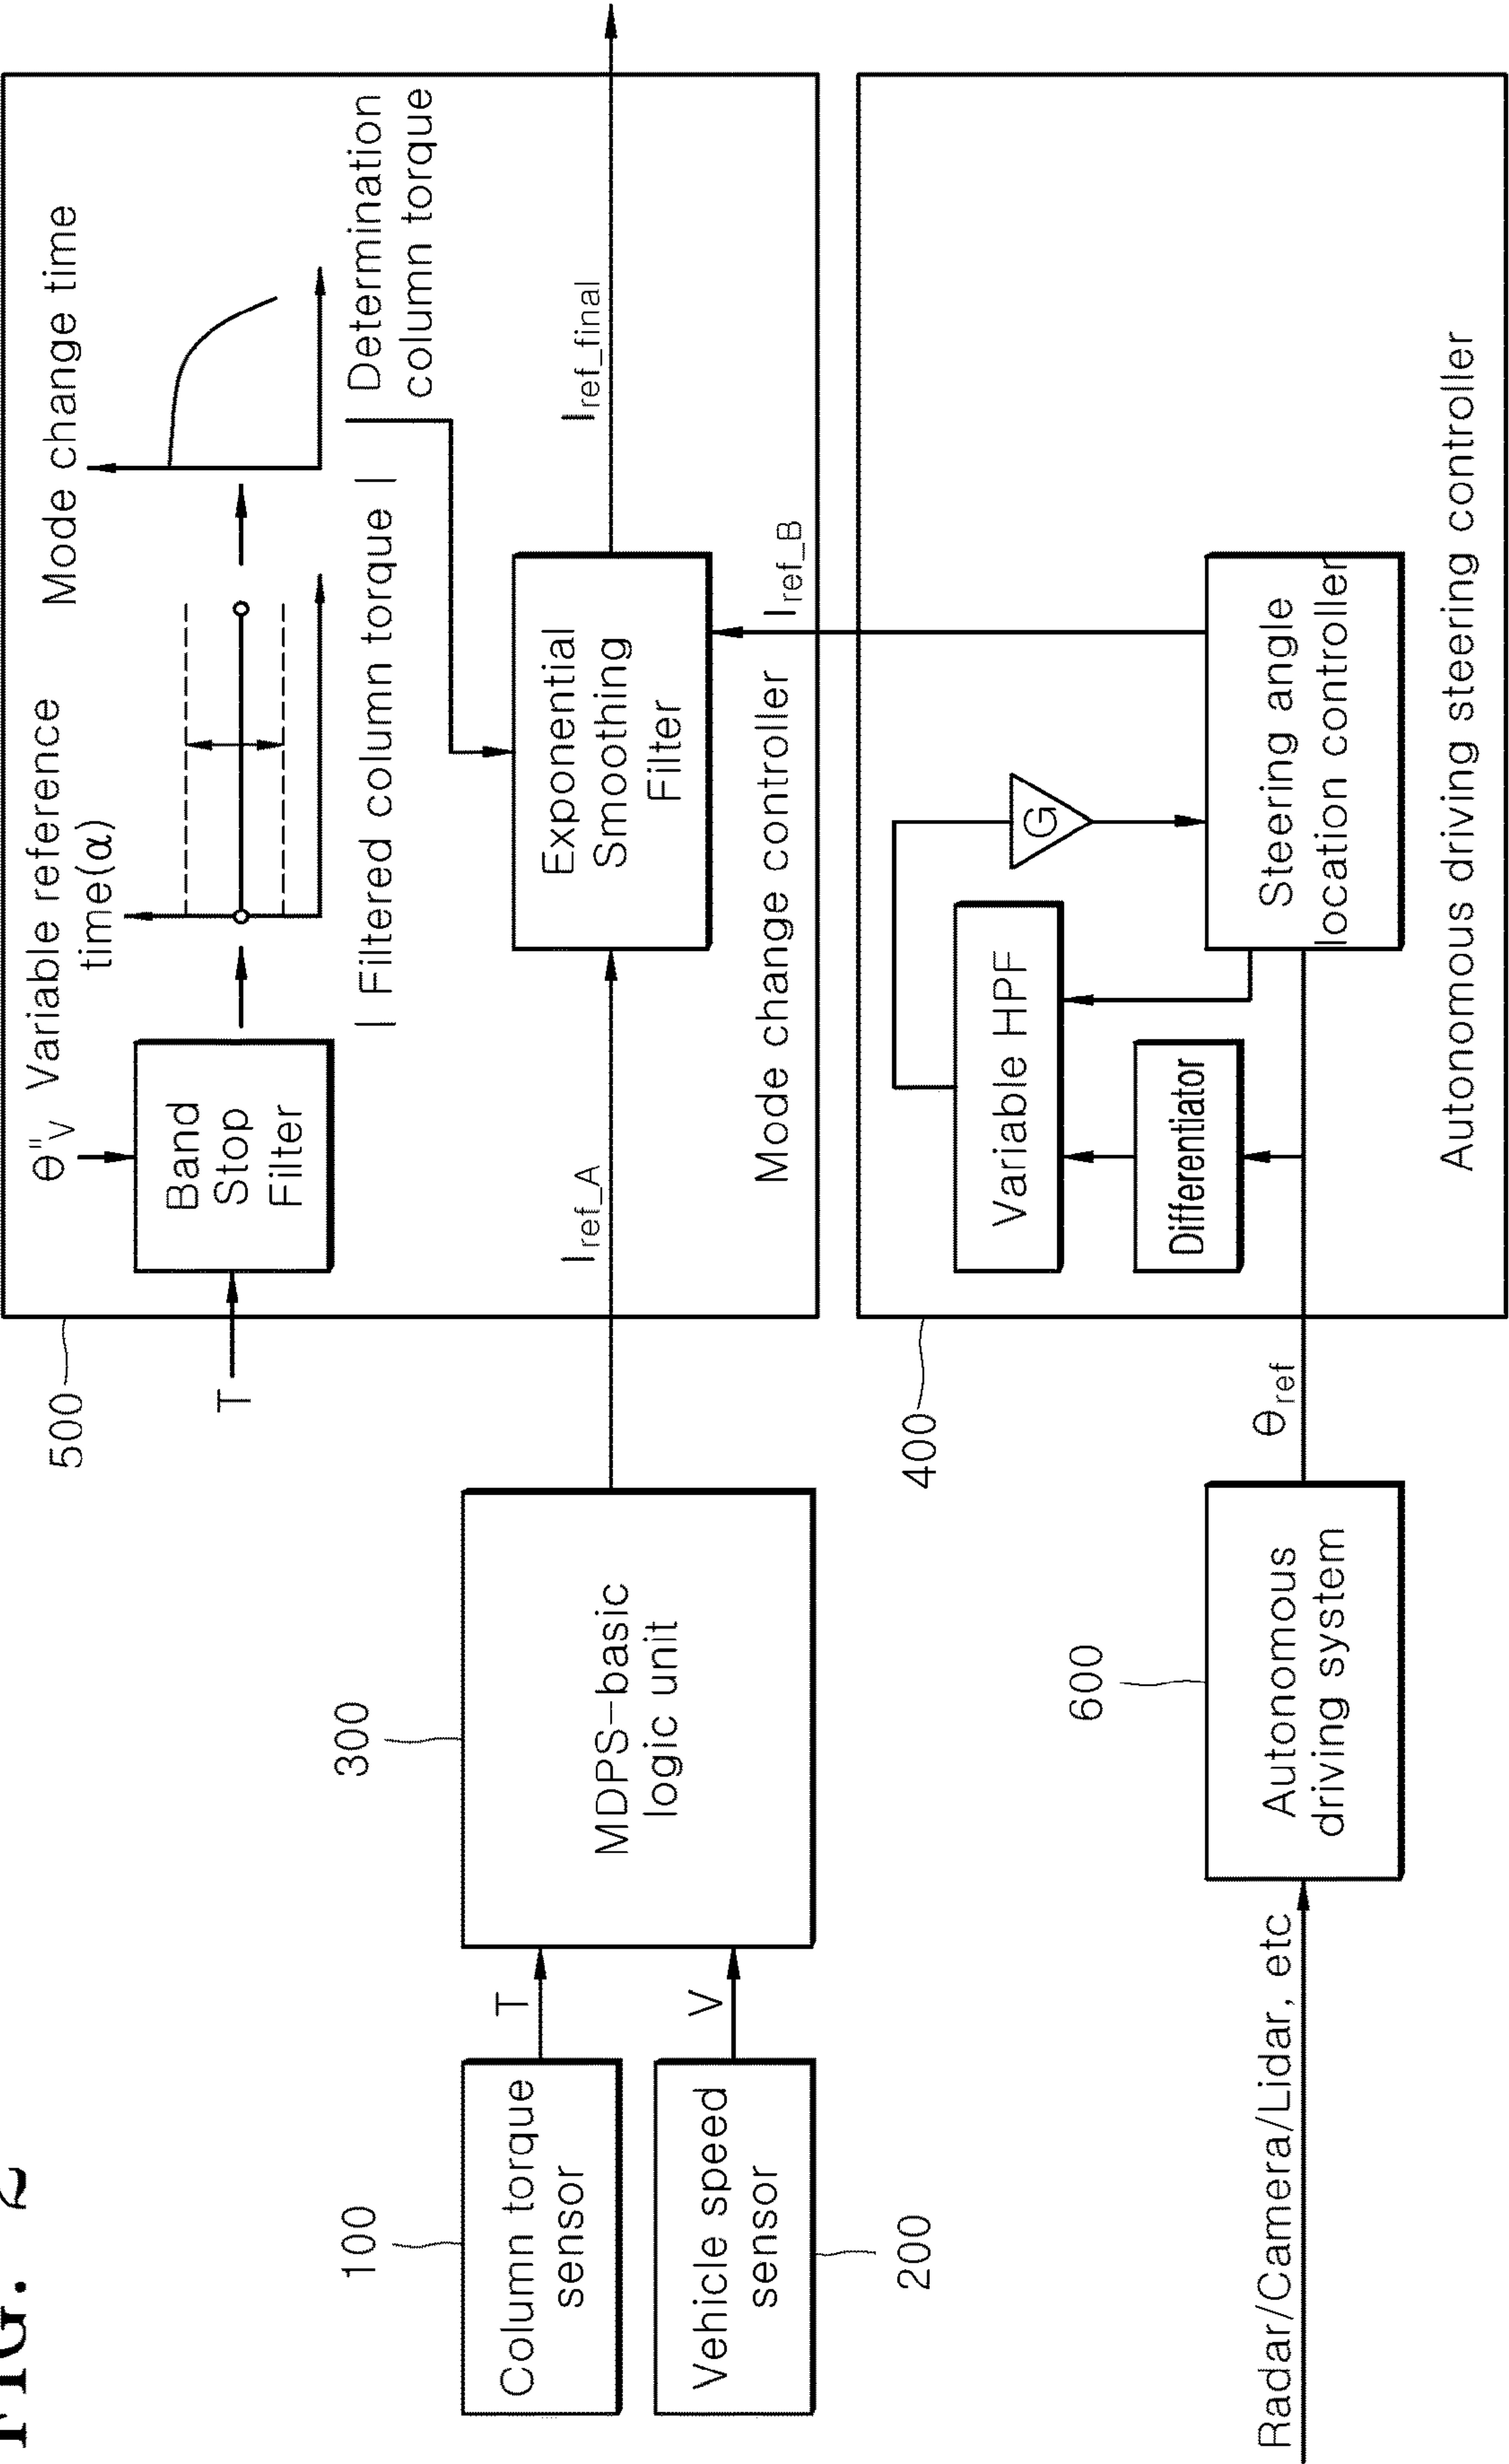 FIG. 2
100
Column torque
sensor
T
Vehicle speed
sensor
200
V
300
MDPS-basic
logic unit
500
T
θ"V
Band
Stop
Filter
Variable reference
time(α)
| Filtered column torque |
Mode change time
Determination
column torque
Iref_A
Exponential
Smoothing
Filter
Iref_final
Iref_B
Mode change controller
Radar/Camera/Lidar, etc
600
Autonomous
driving system
θref
400
Differentiator
Variable HPF
G
Steering angle
location controller
Autonomous driving steering controller